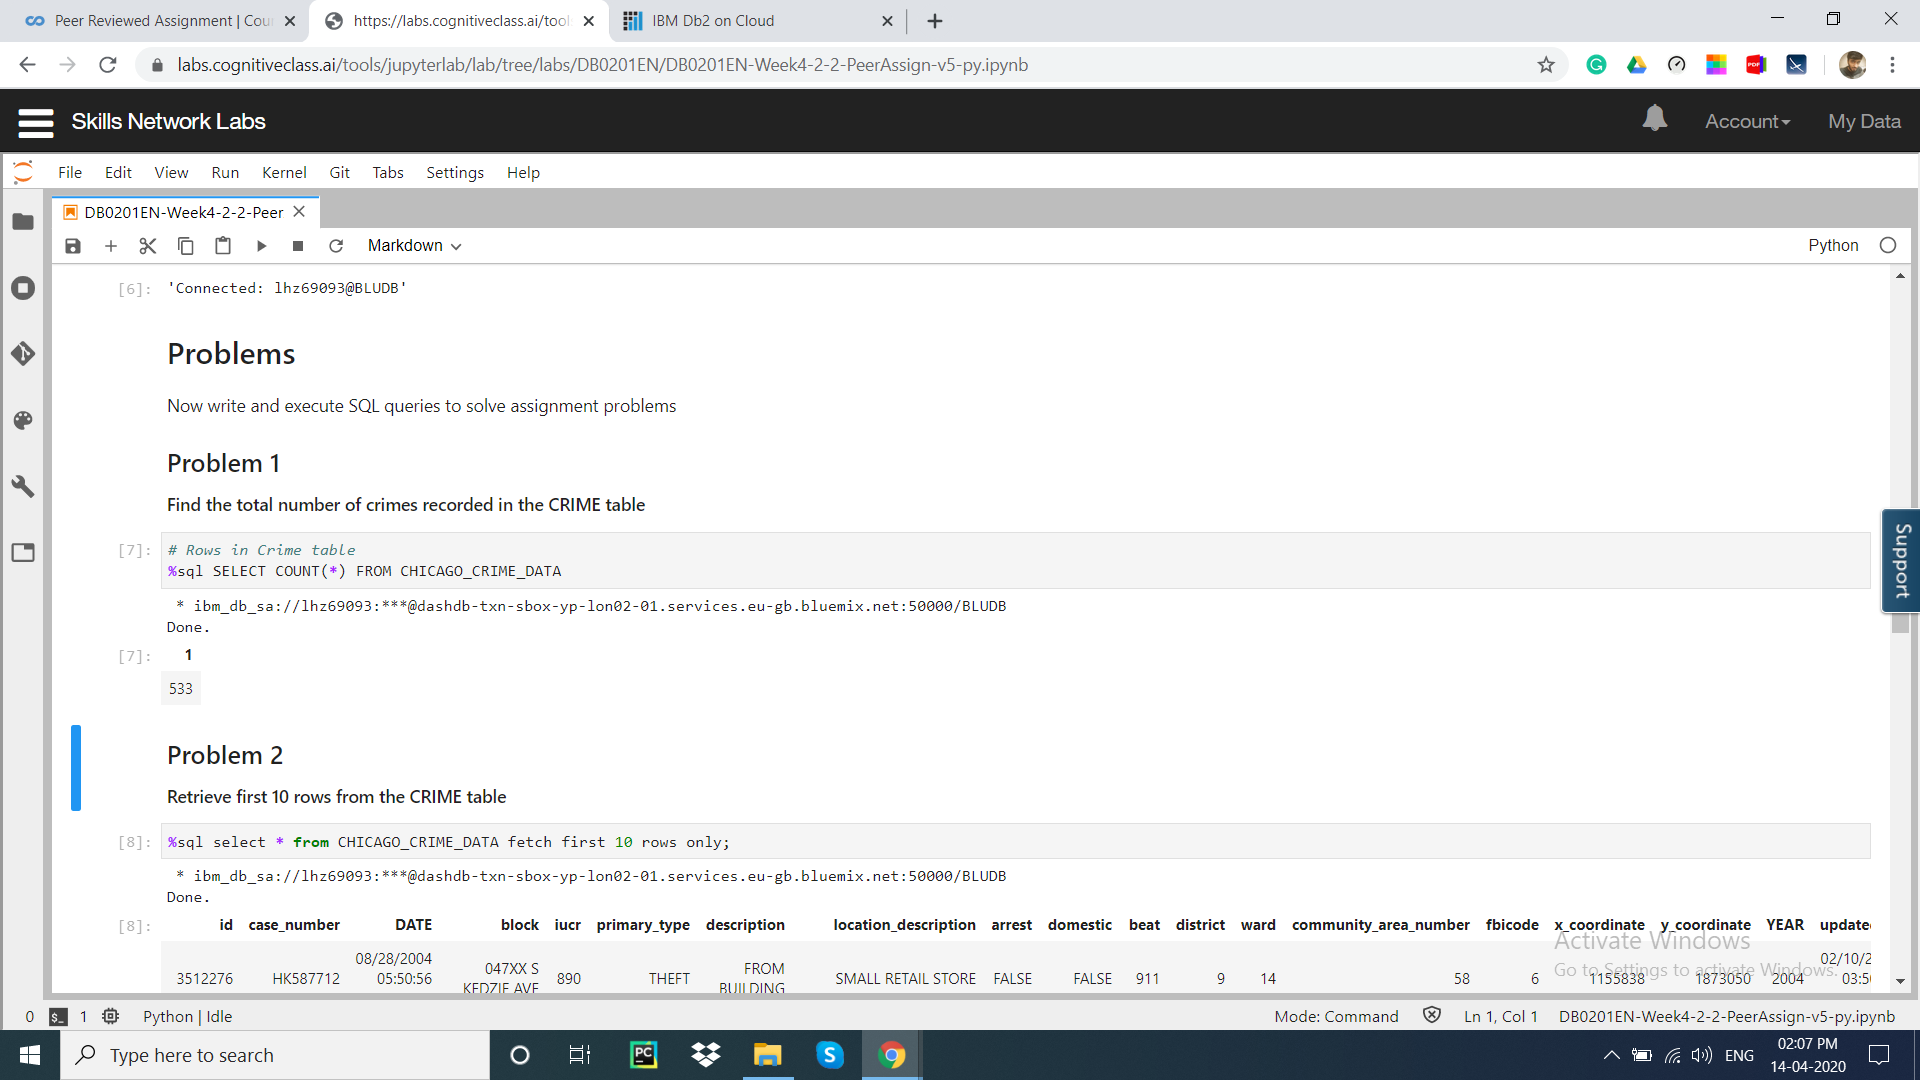 Peer Reviewed Assignment | Cou
https://labs.cognitiveclass.ai/tool
IBM Db2 on Cloud
labs.cognitiveclass.ai/tools/jupyterlab/lab/tree/labs/DB0201EN/DB0201EN-Week4-2-2-PeerAssign-v5-py.ipynb
Skills Network Labs
Account
My Data
File Edit View Run Kernel Git Tabs Settings Help
DB0201EN-Week4-2-2-Peer
Markdown
Python
[6]: 'Connected: lhz69093@BLUDB'
Problems
Now write and execute SQL queries to solve assignment problems
Problem 1
Find the total number of crimes recorded in the CRIME table
[7]: # Rows in Crime table
%sql SELECT COUNT(*) FROM CHICAGO_CRIME_DATA
* ibm_db_sa://lhz69093:***@dashdb-txn-sbox-yp-lon02-01.services.eu-gb.bluemix.net:50000/BLUDB
Done.
[7]: 1
533
Support
Problem 2
Retrieve first 10 rows from the CRIME table
[8]: %sql select * from CHICAGO_CRIME_DATA fetch first 10 rows only;
* ibm_db_sa://lhz69093:***@dashdb-txn-sbox-yp-lon02-01.services.eu-gb.bluemix.net:50000/BLUDB
Done.
[8]: id case_number DATE block iucr primary_type description location_description arrest domestic beat district ward community_area_number fbicode x_coordinate y_coordinate YEAR update
08/28/2004 02/10/2
047XX S FROM
3512276 HK587712 05:50:56 890 THEFT SMALL RETAIL STORE FALSE FALSE 911 9 14 58 6 1155838 1873050 2004 03:5
KEDZIE AVE BUILDING
Activate Windows
Go to Settings to activate Windows.
0 $_ 1 Python | Idle
Mode: Command Ln 1, Col 1 DB0201EN-Week4-2-2-PeerAssign-v5-py.ipynb
Type here to search
PC
S
ENG
02:07 PM
14-04-2020